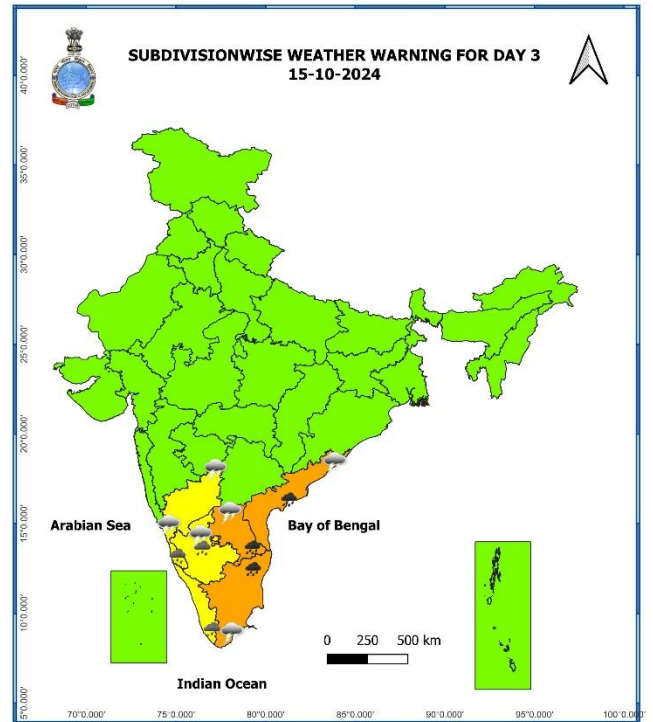 SUBDIVISIONWISE WEATHER WARNING FOR DAY 3
15-10-2024
40°0.000'
35°0.000'
30°0.000'
25°0.000'
20°0.000'
15°0.000'
10°0.000'
5°0.000'
Arabian Sea
Bay of Bengal
0 250 500 km
Indian Ocean
70°0.000' 75°0.000' 80°0.000' 85°0.000' 90°0.000' 95°0.000' 100°0.0